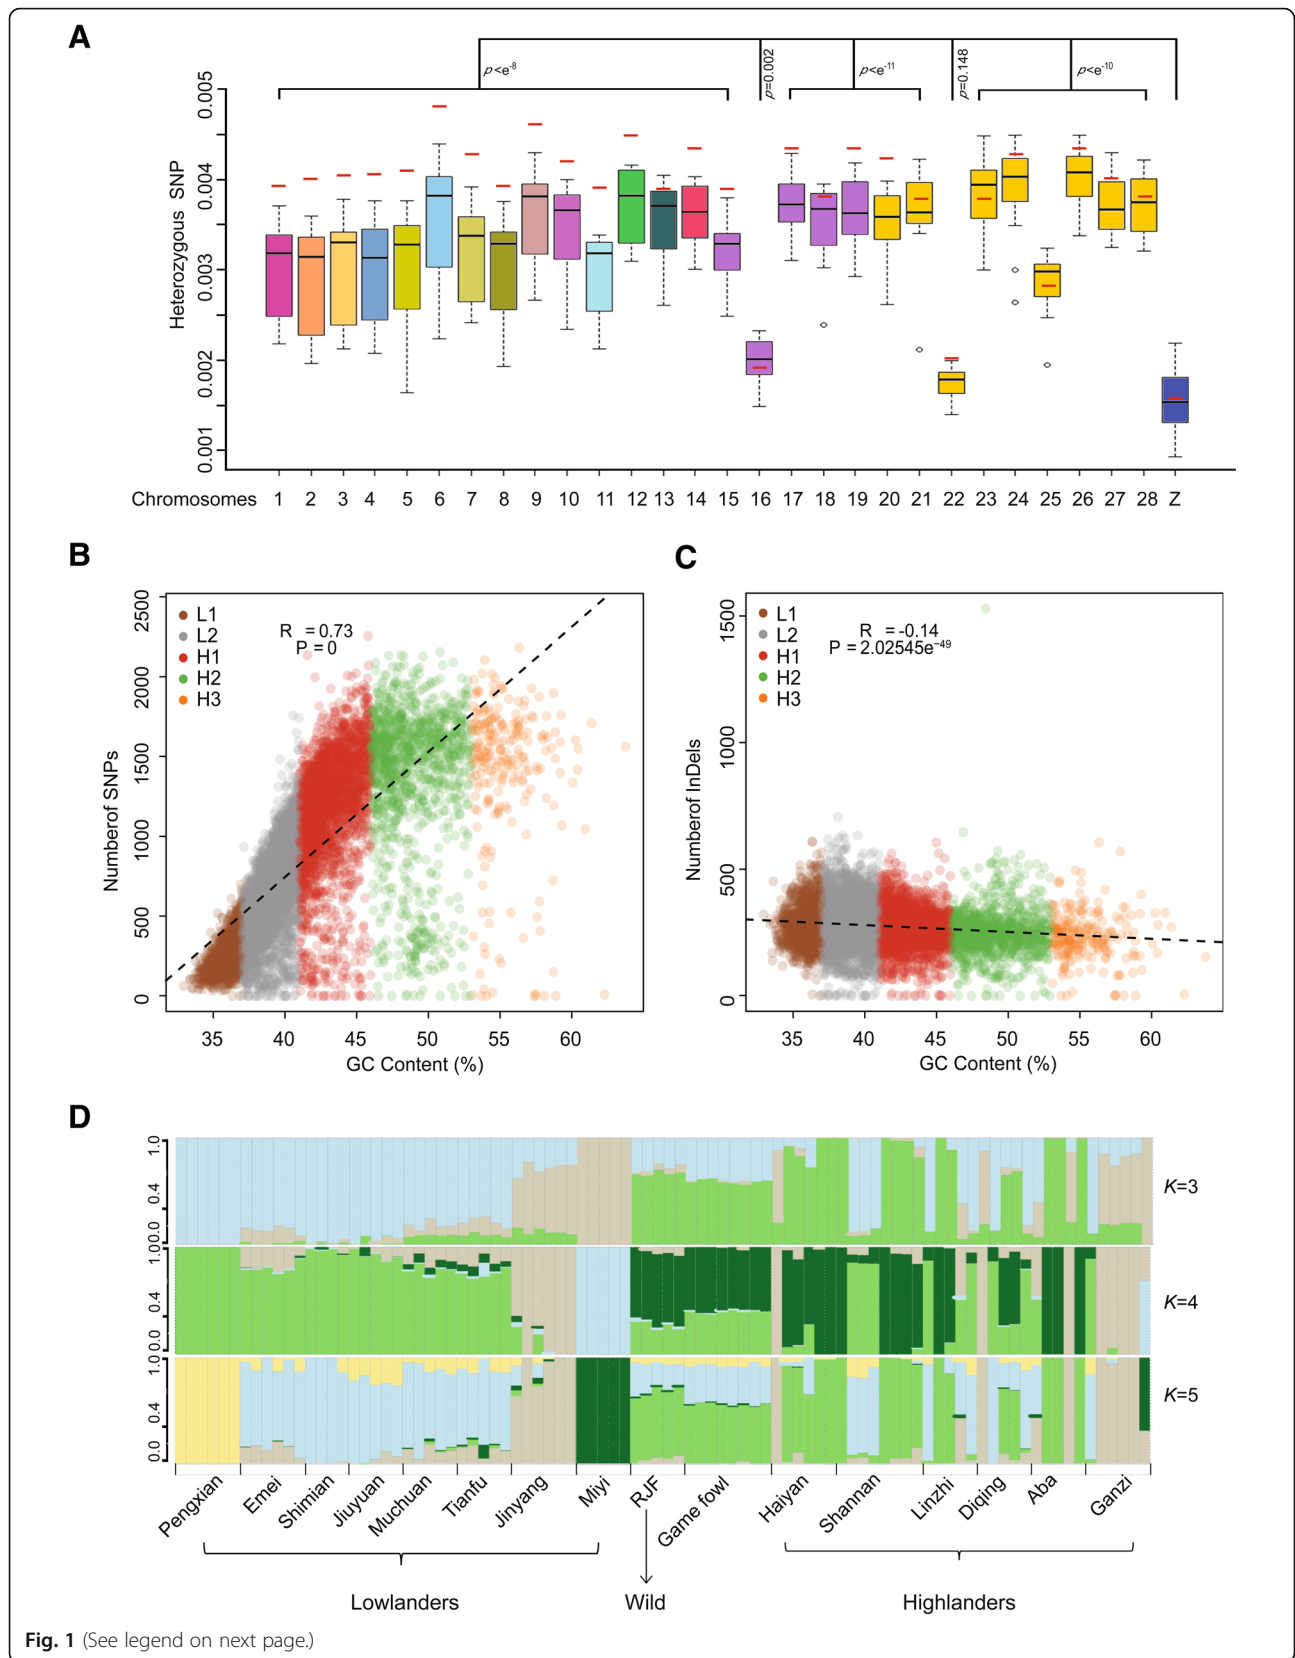 A
p<e-8
p=0.002
p<e-11
p=0.148
p<e-10
Heterozygous SNP
0.005
0.004
0.003
0.002
0.001
Chromosomes 1 2 3 4 5 6 7 8 9 10 11 12 13 14 15 16 17 18 19 20 21 22 23 24 25 26 27 28 Z
B
L1
L2
H1
H2
H3
R = 0.73
P = 0
Numberof SNPs
2500
2000
1500
1000
500
0
35 40 45 50 55 60
GC Content (%)
C
L1
L2
H1
H2
H3
R = -0.14
P = 2.02545e-49
Numberof InDels
1500
1000
500
0
35 40 45 50 55 60
GC Content (%)
D
1.0
0.4
0.0
K=3
1.0
0.4
0.0
K=4
1.0
0.4
0.0
K=5
Pengxian Emei Shimian Jiuyuan Muchuan Tianfu Jinyang Miyi RJF Game fowl Haiyan Shannan Linzhi Diqing Aba Ganzi
Lowlanders Wild Highlanders
Fig. 1 (See legend on next page.)